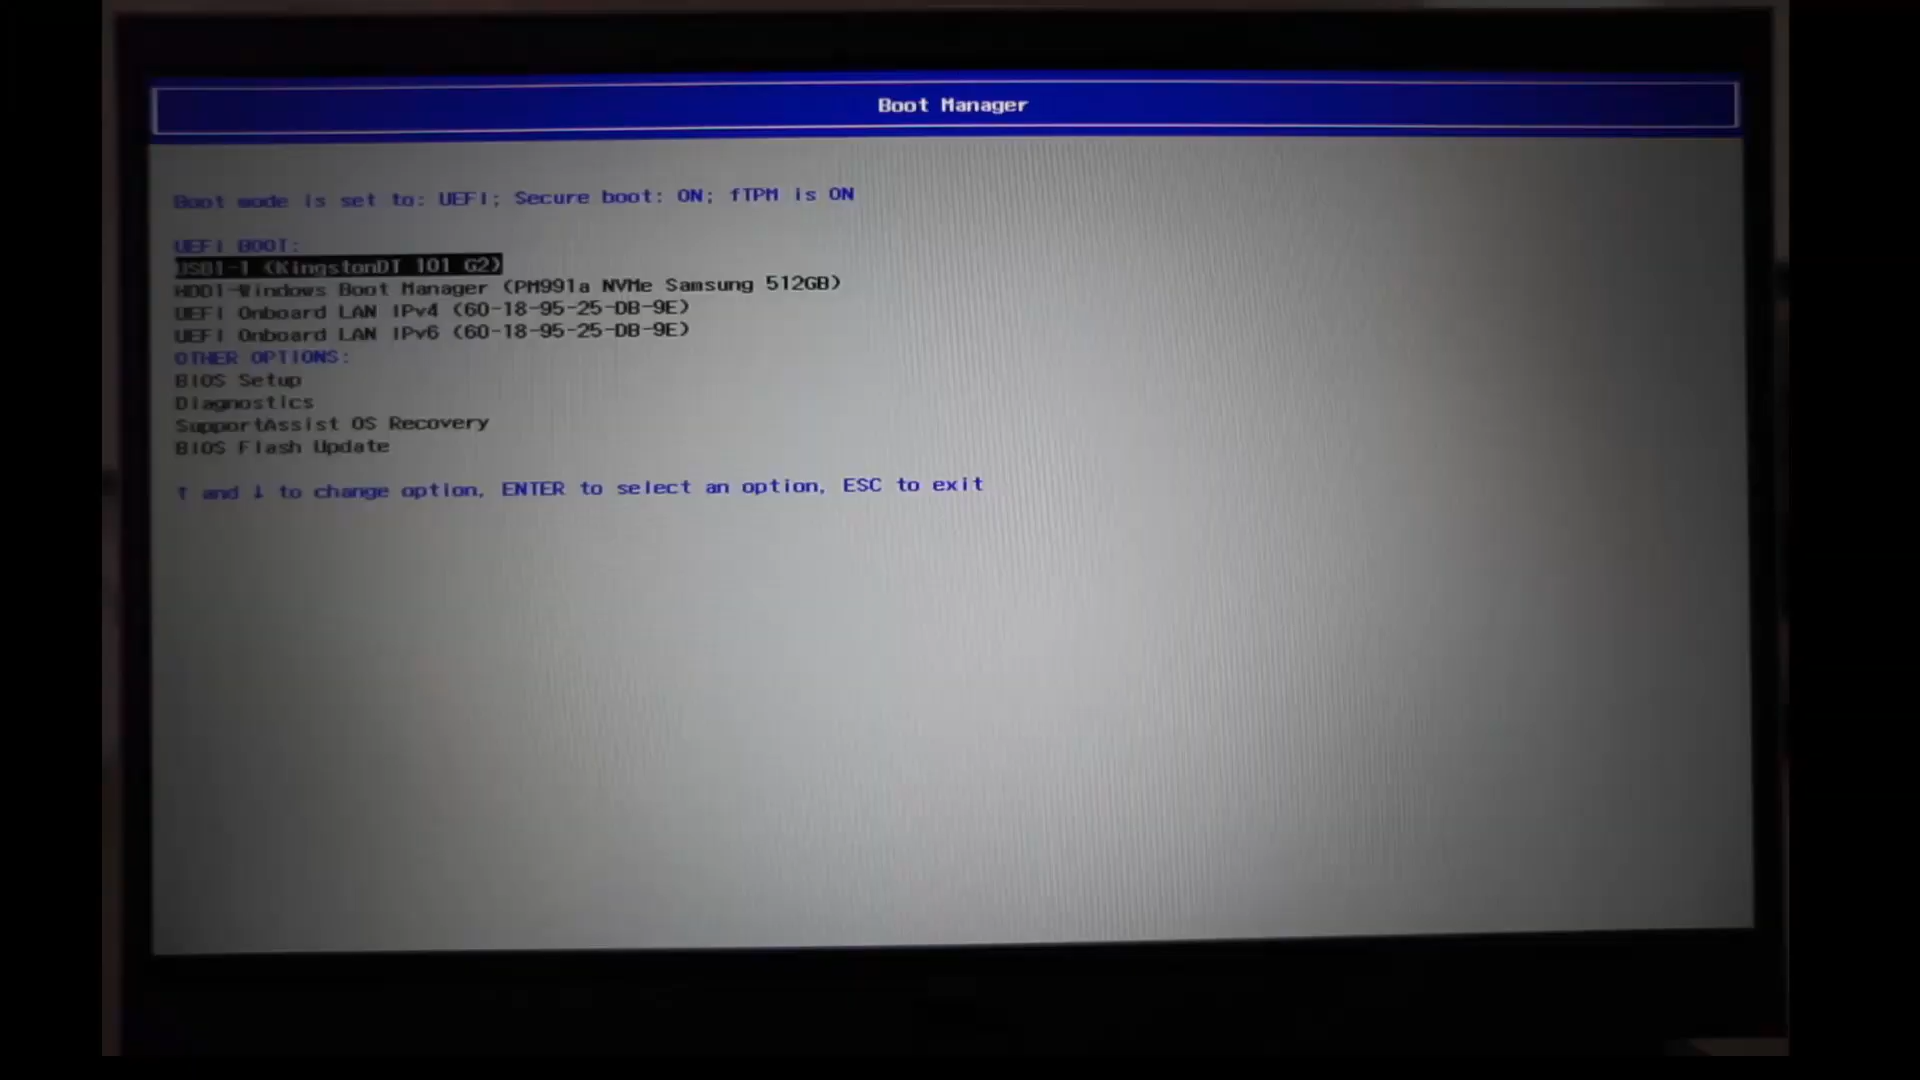 Boot Manager
Boot mode is set to: UEFI; Secure boot: ON; fTPM is ON
UEFI BOOT:
USB1-1 (KingstonDT 101 G2)
HDD1-Windows Boot Manager (PM991a NVMe Samsung 512GB)
UEFI Onboard LAN IPv4 (60-18-95-25-DB-9E)
UEFI Onboard LAN IPv6 (60-18-95-25-DB-9E)
OTHER OPTIONS:
BIOS Setup
Diagnostics
SupportAssist OS Recovery
BIOS Flash Update
↑ and ↓ to change option, ENTER to select an option, ESC to exit